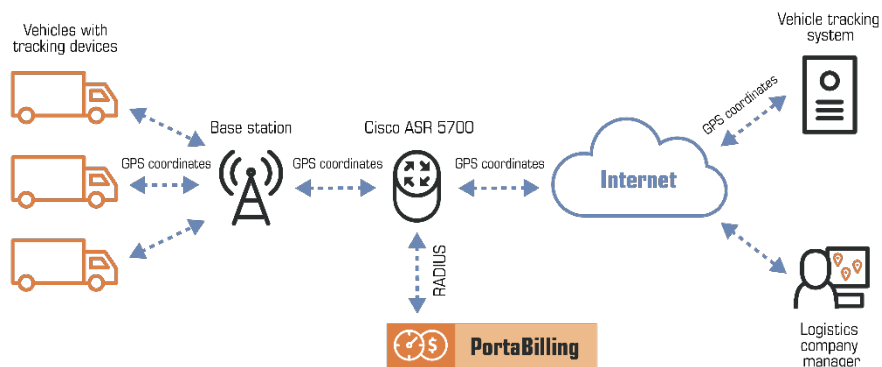 Vehicles with
tracking devices
Vehicle tracking
system
Base station
Cisco ASR 5700
GPS coordinates
GPS coordinates
GPS coordinates
GPS coordinates
Internet
RADIUS
$
PortaBilling
Logistics
company
manager